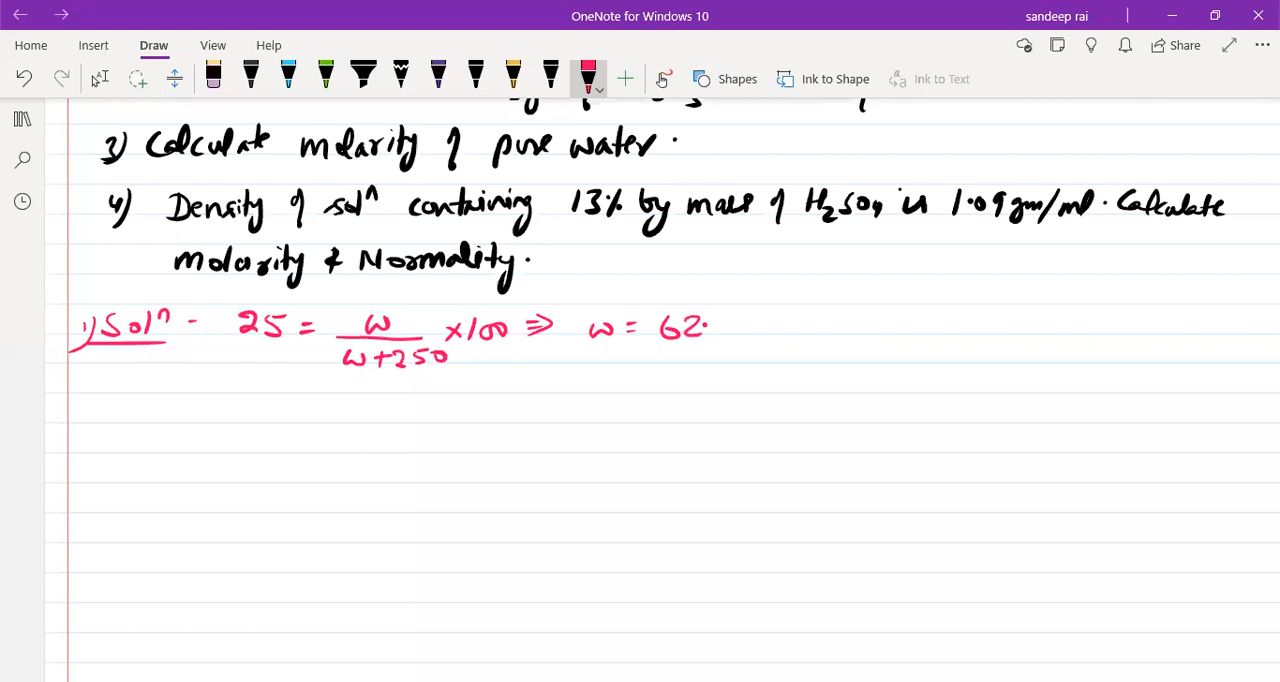 OneNote for Windows 10
sandeep rai
Home Insert Draw View Help
Share
Shapes Ink to Shape Ink to Text
3) Calculate molarity of pure water.
4) Density of solⁿ containing 13% by mass of H₂SO₄ is 1.09 gm/ml. Calculate
Molarity & Normality.
1) Solⁿ - 25 = w/(w+250) ×100 ⇒ w = 62.